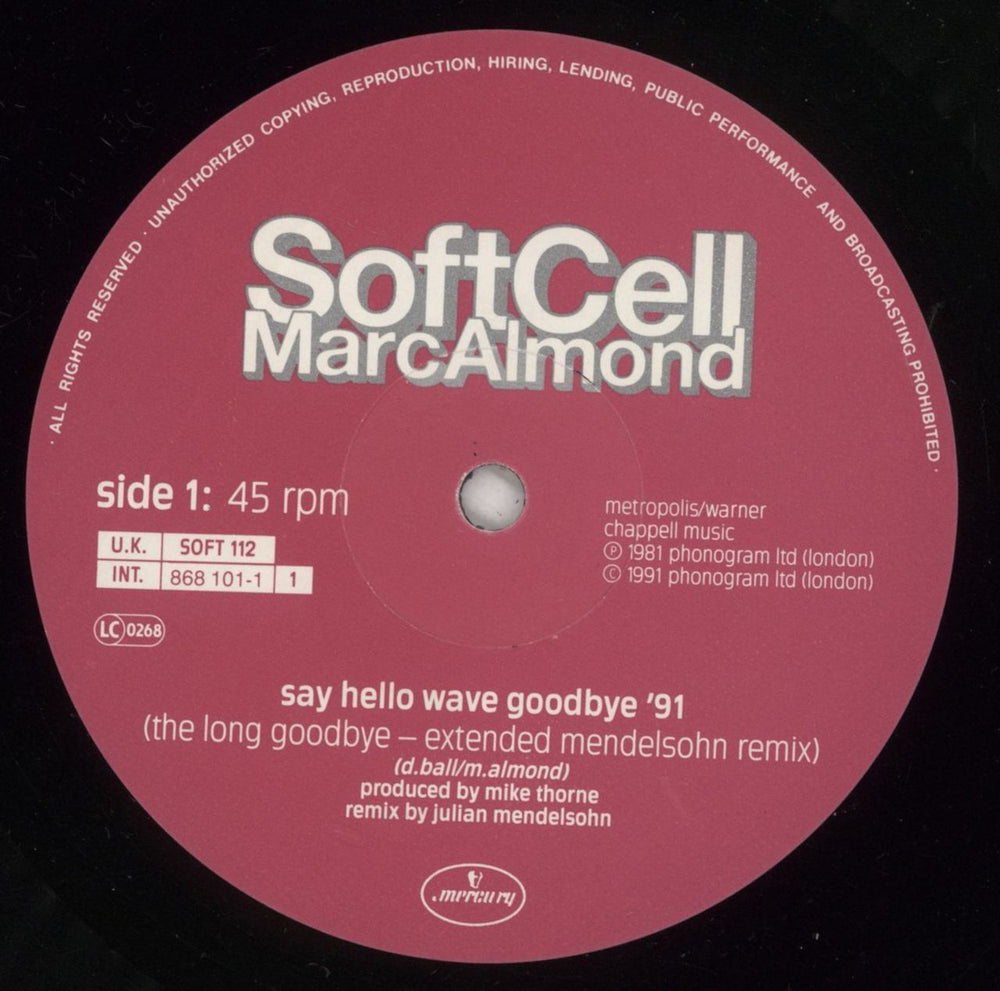 · ALL RIGHTS RESERVED · UNAUTHORIZED COPYING, REPRODUCTION, HIRING, LENDING, PUBLIC PERFORMANCE AND BROADCASTING PROHIBITED ·
SoftCell
MarcAlmond
side 1: 45 rpm
U.K. SOFT 112
INT. 868 101-1 1
LC 0268
metropolis/warner
chappell music
℗ 1981 phonogram ltd (london)
© 1991 phonogram ltd (london)
say hello wave goodbye '91
(the long goodbye – extended mendelsohn remix)
(d.ball/m.almond)
produced by mike thorne
remix by julian mendelsohn
mercury